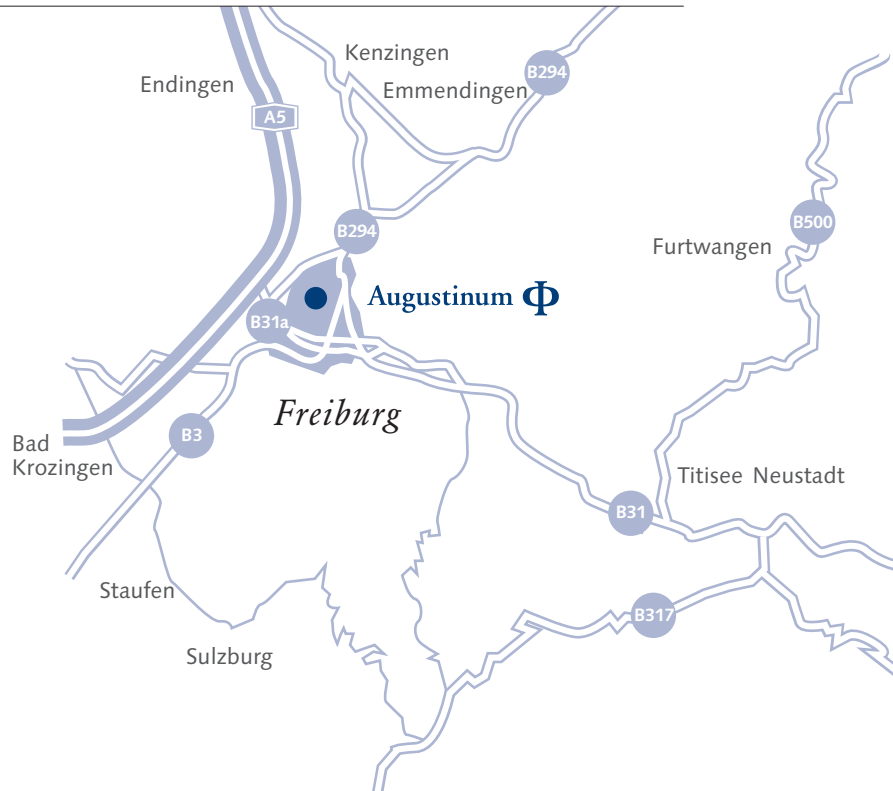 Kenzingen
Endingen
Emmendingen
B294
A5
B294
B500
Furtwangen
Augustinum Φ
B31a
Freiburg
B3
Bad
Krozingen
Titisee Neustadt
B31
Staufen
B317
Sulzburg